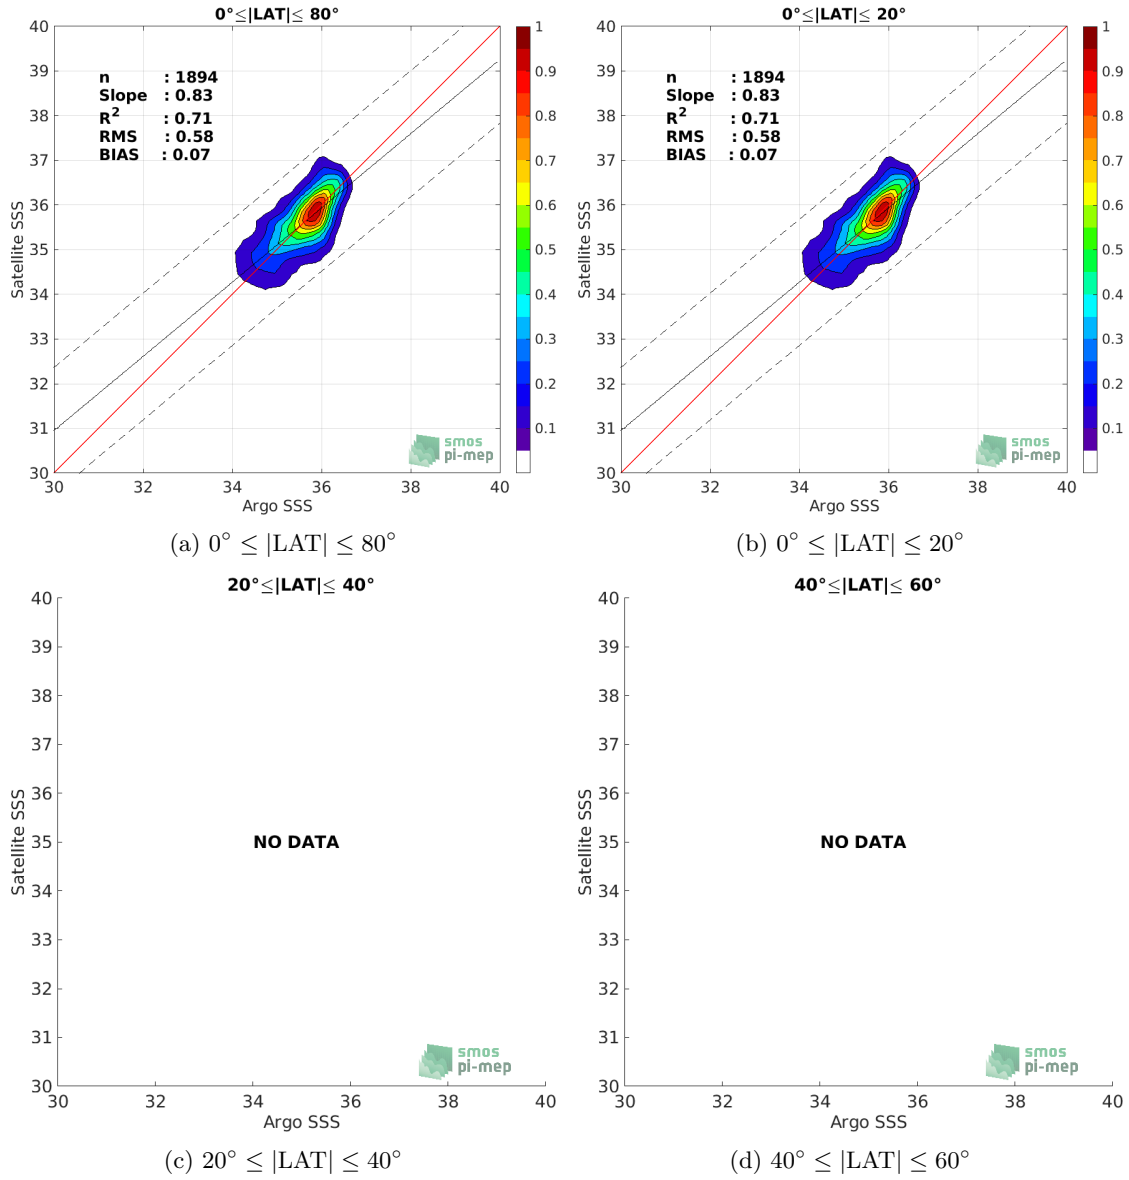 0°≤|LAT|≤ 80°
40
39
38
37
36
35
34
33
32
31
30
Satellite SSS
n : 1894
Slope : 0.83
R² : 0.71
RMS : 0.58
BIAS : 0.07
smos
pi-mep
30 32 34 36 38 40
Argo SSS
1
0.9
0.8
0.7
0.6
0.5
0.4
0.3
0.2
0.1
(a) 0° ≤ |LAT| ≤ 80°
0°≤|LAT|≤ 20°
40
39
38
37
36
35
34
33
32
31
30
Satellite SSS
n : 1894
Slope : 0.83
R² : 0.71
RMS : 0.58
BIAS : 0.07
smos
pi-mep
30 32 34 36 38 40
Argo SSS
1
0.9
0.8
0.7
0.6
0.5
0.4
0.3
0.2
0.1
(b) 0° ≤ |LAT| ≤ 20°
20°≤|LAT|≤ 40°
40
39
38
37
36
35
34
33
32
31
30
Satellite SSS
NO DATA
smos
pi-mep
30 32 34 36 38 40
Argo SSS
(c) 20° ≤ |LAT| ≤ 40°
40°≤|LAT|≤ 60°
40
39
38
37
36
35
34
33
32
31
30
Satellite SSS
NO DATA
smos
pi-mep
30 32 34 36 38 40
Argo SSS
(d) 40° ≤ |LAT| ≤ 60°